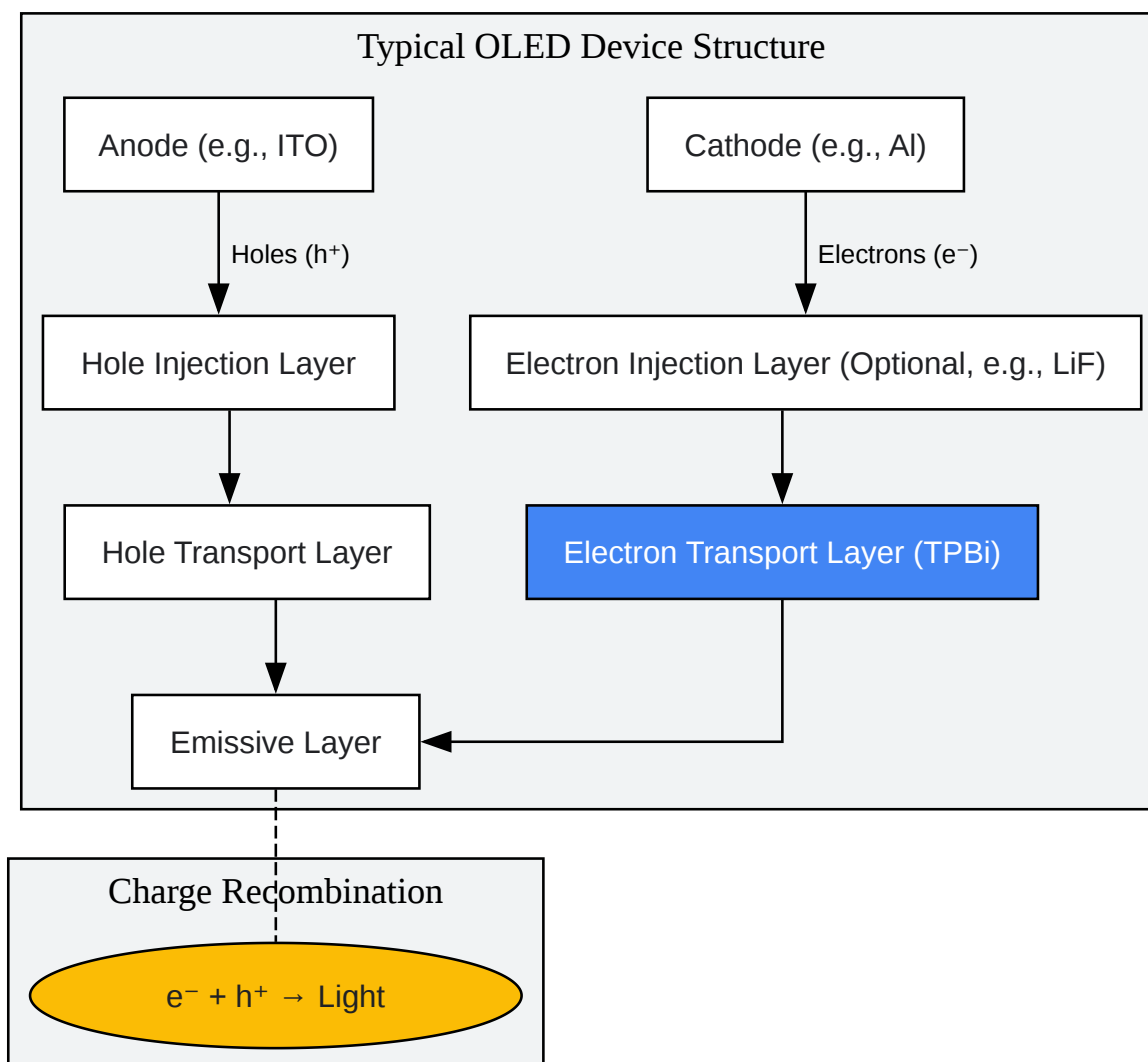 Typical OLED Device Structure
Anode (e.g., ITO)
Cathode (e.g., Al)
Holes (h⁺)
Electrons (e⁻)
Hole Injection Layer
Electron Injection Layer (Optional, e.g., LiF)
Hole Transport Layer
Electron Transport Layer (TPBi)
Emissive Layer
Charge Recombination
e⁻ + h⁺ → Light